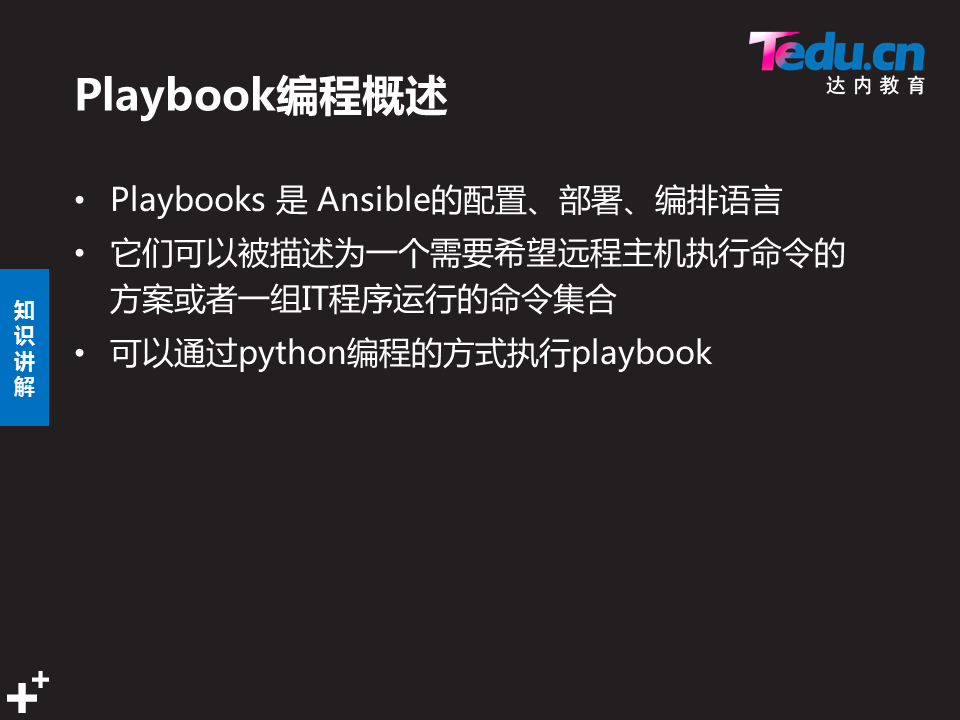 Tedu.cn
达内教育
Playbook编程概述
• Playbooks 是 Ansible的配置、部署、编排语言
• 它们可以被描述为一个需要希望远程主机执行命令的
方案或者一组IT程序运行的命令集合
• 可以通过python编程的方式执行playbook
知
识
讲
解